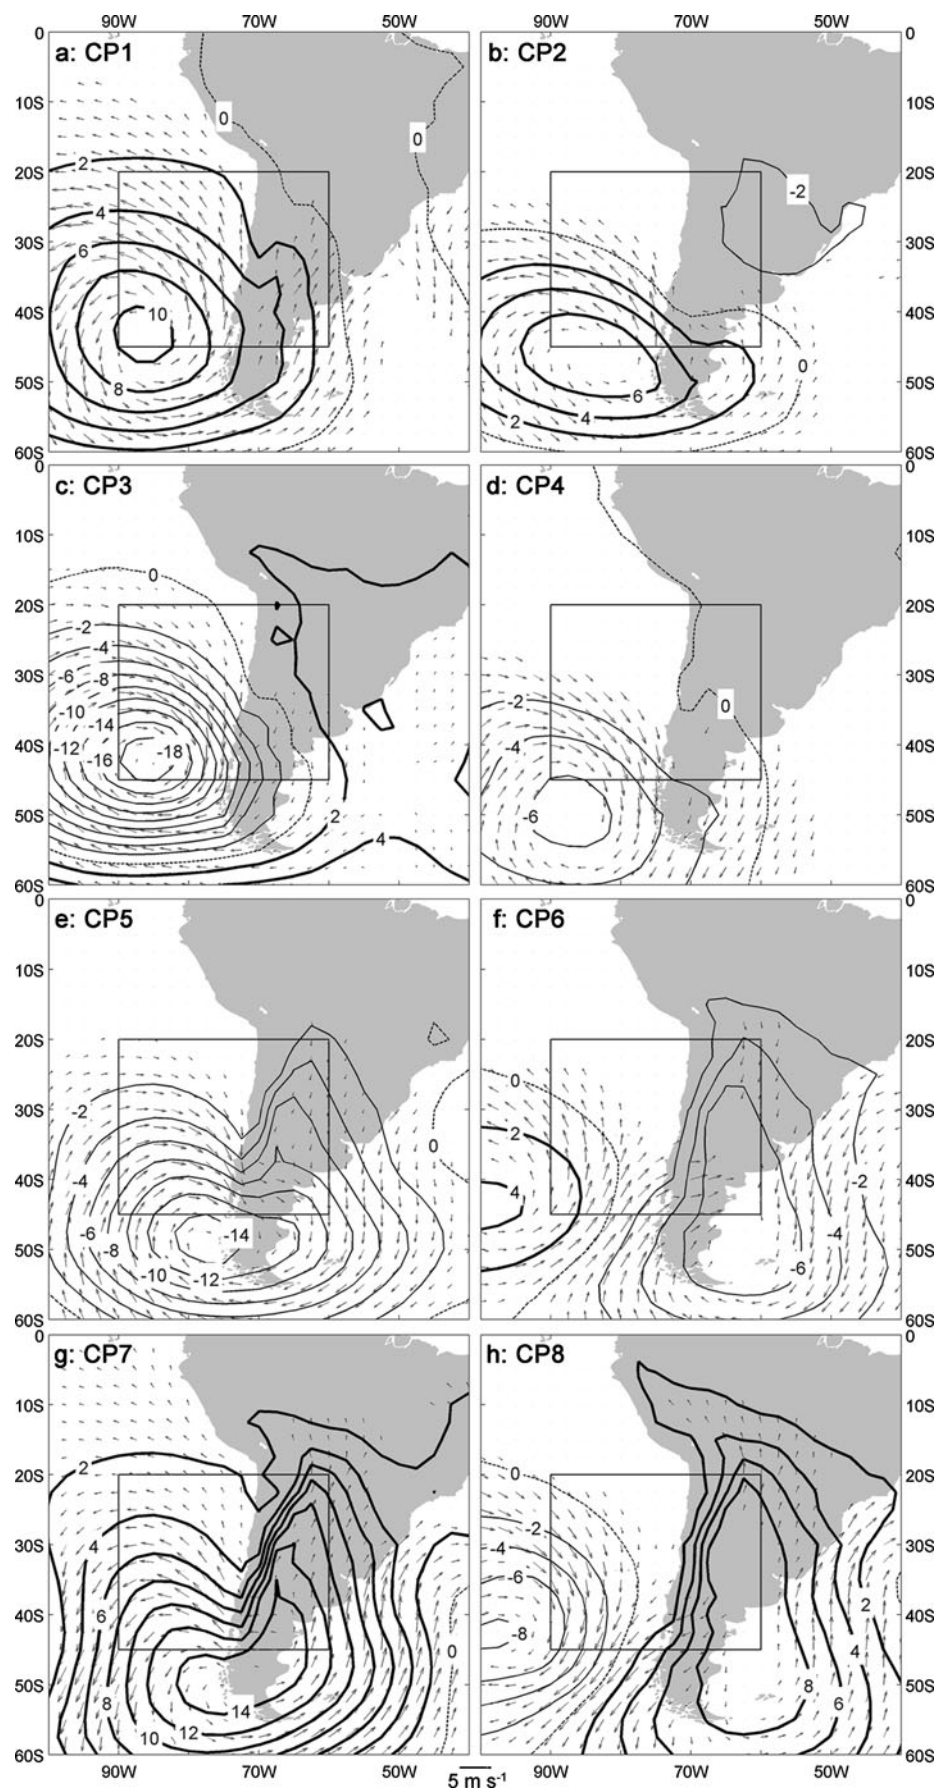 90W 70W 50W 90W 70W 50W
a: CP1 b: CP2
0 0
10S 10S
0 0
2 20S -2 20S
4
30S 2 30S
6
10 40S 40S
0
8 50S 6 50S
4
2
60S 60S
c: CP3 d: CP4
0 0
10S 10S
0
20S 20S
-2
-4
-6 -8 30S -2 30S
-10 0
-14 -4
-12 -18 40S 40S
-16
50S -6 50S
2
4
60S 60S
e: CP5 f: CP6
0 0
10S 10S
20S 20S
0
-2 30S 2 30S
0
-4 -2
4 40S
-6 -14
-8 -4
-10 -12 50S -6 50S
60S 60S
g: CP7 h: CP8
0 0
10S 10S
2 20S 0 20S
-2
4 30S -4 30S
-6
6 40S -8 2 40S
0 4
8 50S 8 50S
14 6
10 12
60S 60S
90W 70W 50W 90W 70W 50W
5 m s-1